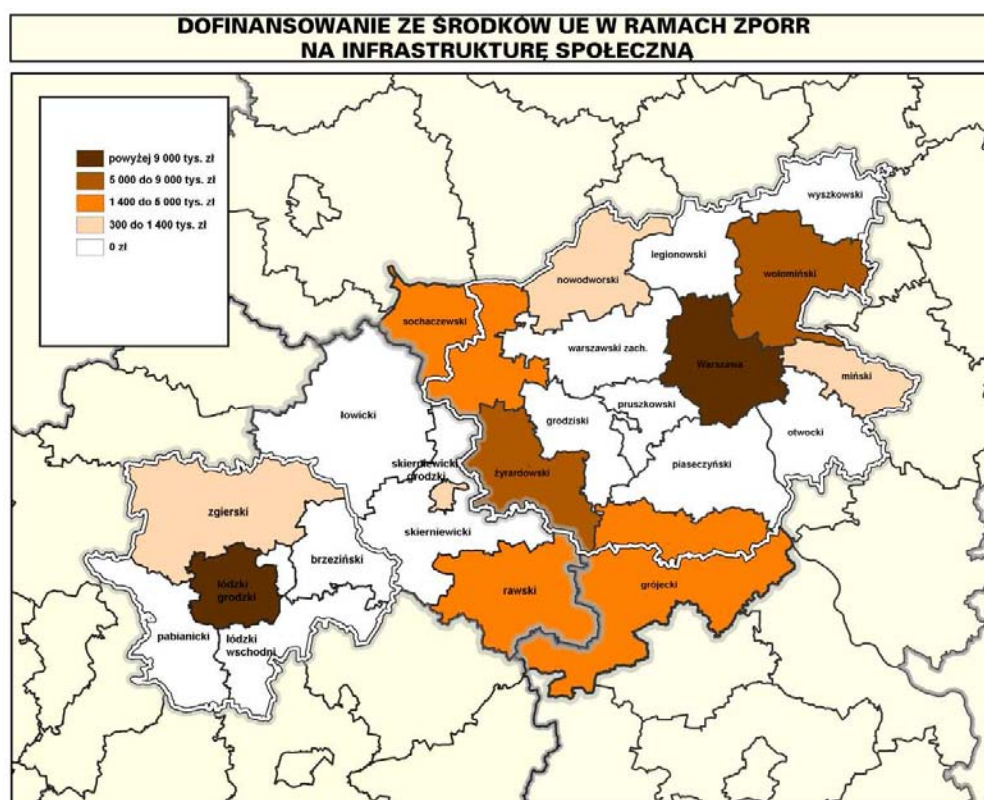 DOFINANSOWANIE ZE ŚRODKÓW UE W RAMACH ZPORR
NA INFRASTRUKTURĘ SPOŁECZNĄ
powyżej 9 000 tys. zł
5 000 do 9 000 tys. zł
1 400 do 5 000 tys. zł
300 do 1 400 tys. zł
0 zł
wyszkowski
legionowski
wołomiński
nowodworski
sochaczewski
warszawski zach.
Warszawa
miński
pruszkowski
grodziski
otwocki
łowicki
piaseczyński
skierniewicki
grodzki
żyrardowski
zgierski
skierniewicki
brzeziński
łódzki
grodzki
rawski
grójecki
pabianicki
łódzki
wschodni